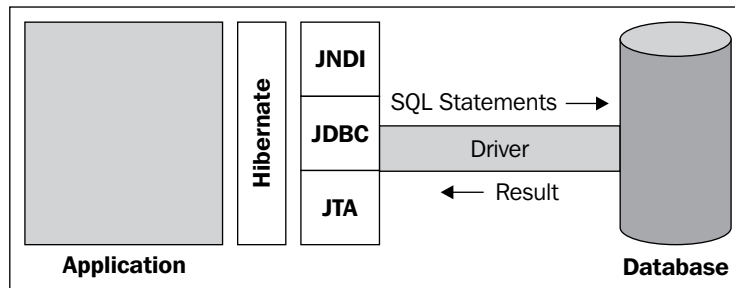 JNDI
SQL Statements
Hibernate
JDBC
Driver
Result
JTA
Application
Database